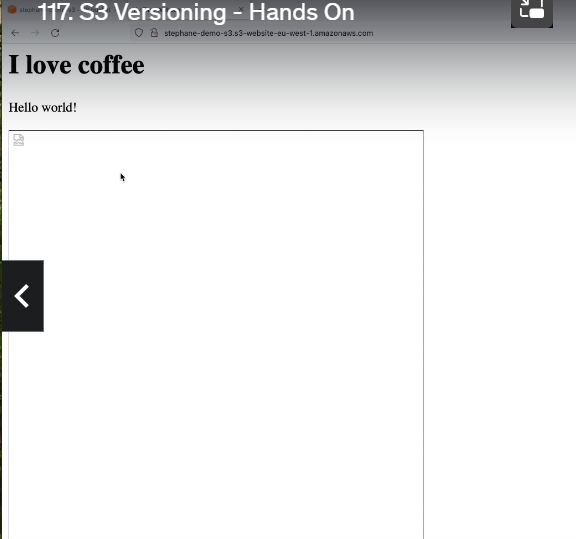 117. S3 Versioning - Hands On
stephane-demo-s3.s3-website-eu-west-1.amazonaws.com
I love coffee
Hello world!